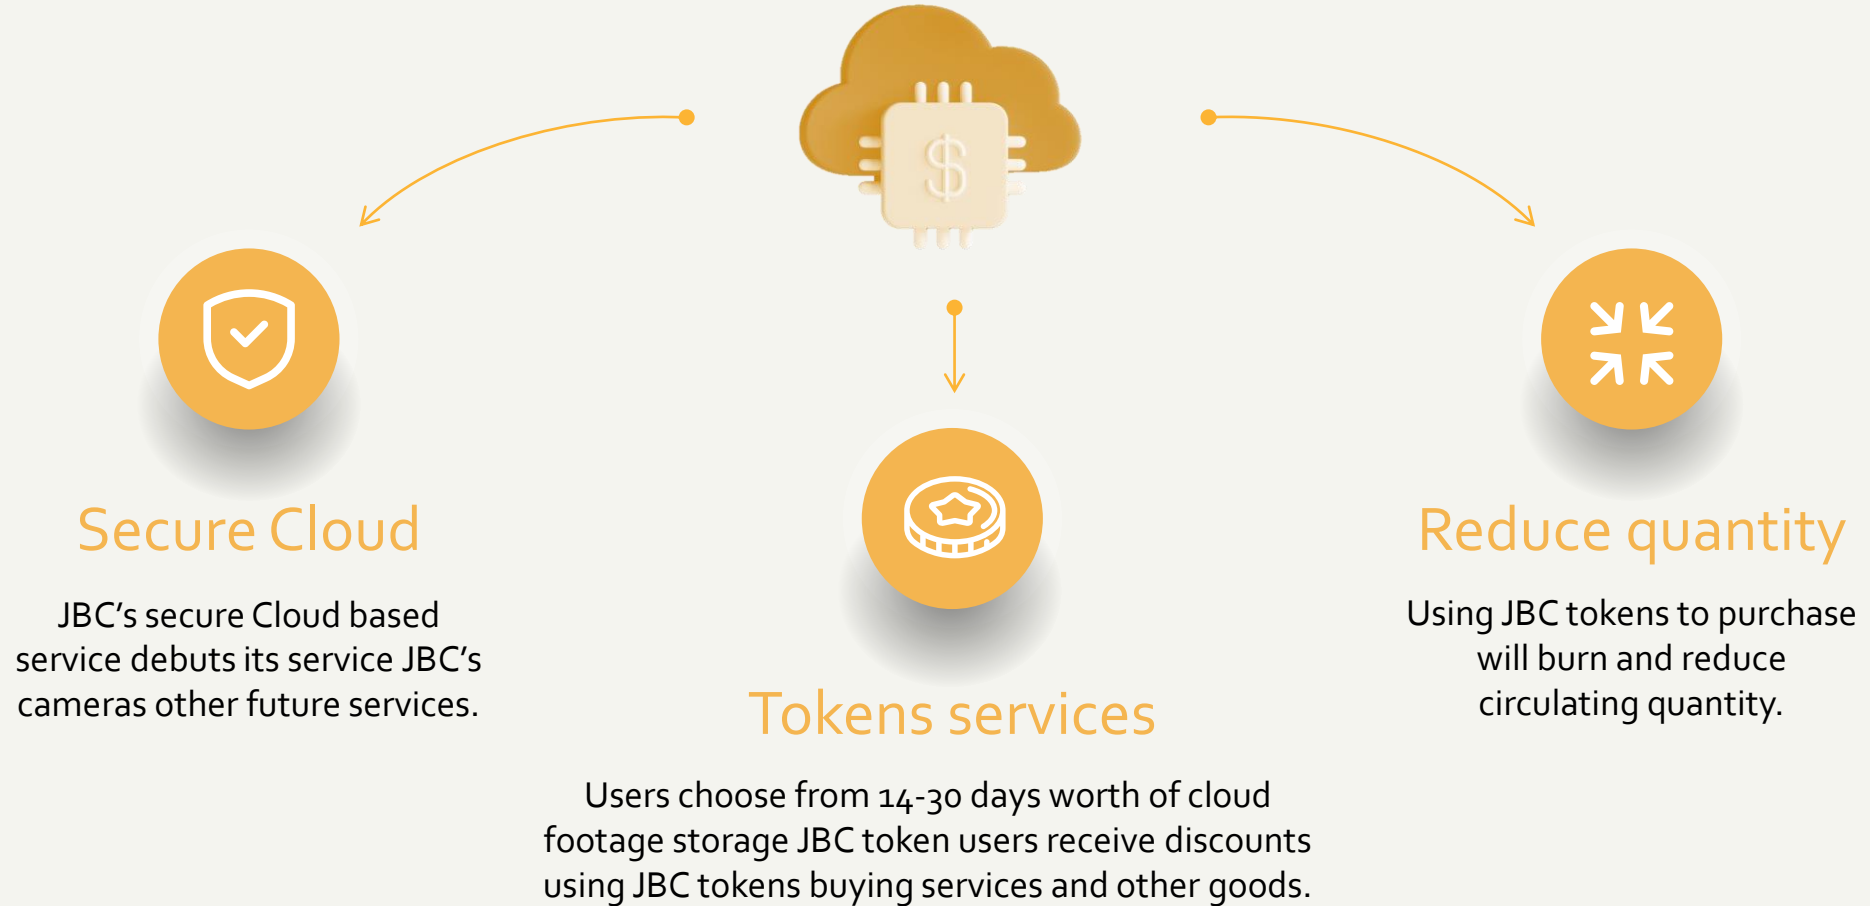 $
Secure Cloud
JBC’s secure Cloud based
service debuts its service JBC’s
cameras other future services.
Tokens services
Users choose from 14-30 days worth of cloud
footage storage JBC token users receive discounts
using JBC tokens buying services and other goods.
Reduce quantity
Using JBC tokens to purchase
will burn and reduce
circulating quantity.